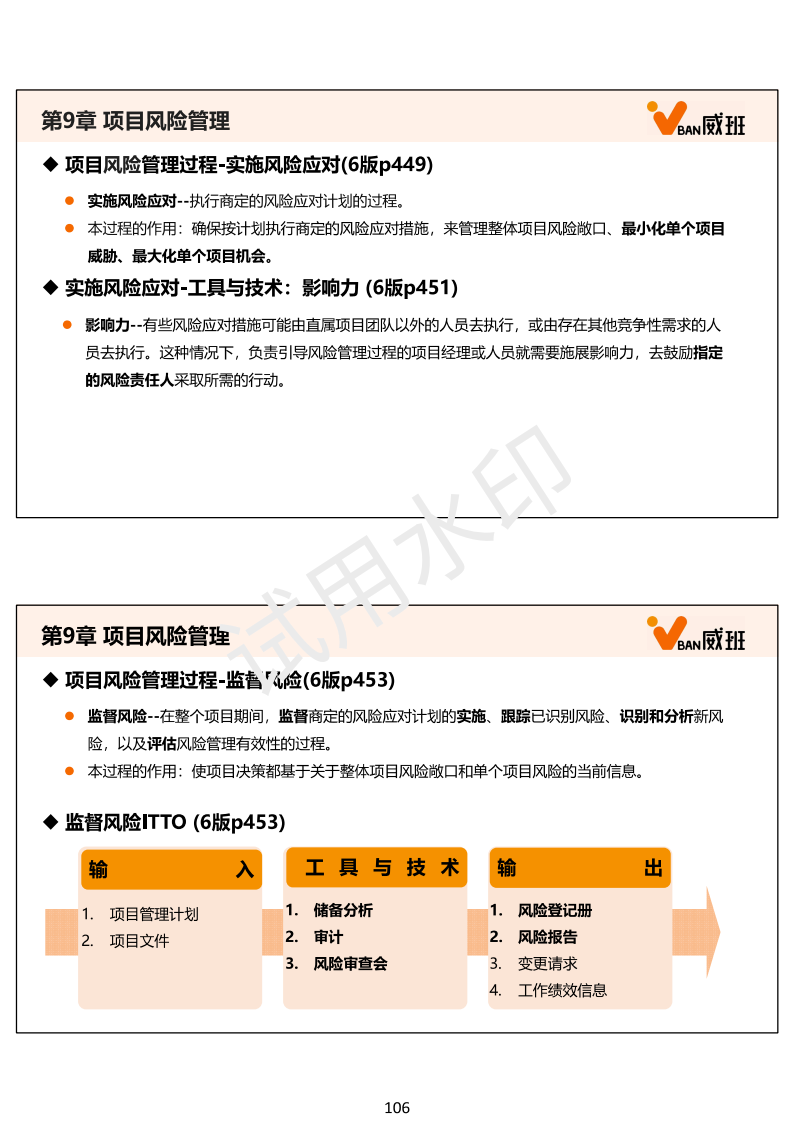 第9章 项目风险管理
BAN威班
◆ 项目风险管理过程-实施风险应对(6版p449)
● 实施风险应对--执行商定的风险应对计划的过程。
● 本过程的作用：确保按计划执行商定的风险应对措施，来管理整体项目风险敞口、最小化单个项目
威胁、最大化单个项目机会。
◆ 实施风险应对-工具与技术：影响力 (6版p451)
● 影响力--有些风险应对措施可能由直属项目团队以外的人员去执行，或由存在其他竞争性需求的人
员去执行。这种情况下，负责引导风险管理过程的项目经理或人员就需要施展影响力，去鼓励指定
的风险责任人采取所需的行动。
试用水印
第9章 项目风险管理
BAN威班
◆ 项目风险管理过程-监督风险(6版p453)
● 监督风险--在整个项目期间，监督商定的风险应对计划的实施、跟踪已识别风险、识别和分析新风
险，以及评估风险管理有效性的过程。
● 本过程的作用：使项目决策都基于关于整体项目风险敞口和单个项目风险的当前信息。
◆ 监督风险ITTO (6版p453)
输 入
1. 项目管理计划
2. 项目文件
工 具 与 技 术
1. 储备分析
2. 审计
3. 风险审查会
输 出
1. 风险登记册
2. 风险报告
3. 变更请求
4. 工作绩效信息
106